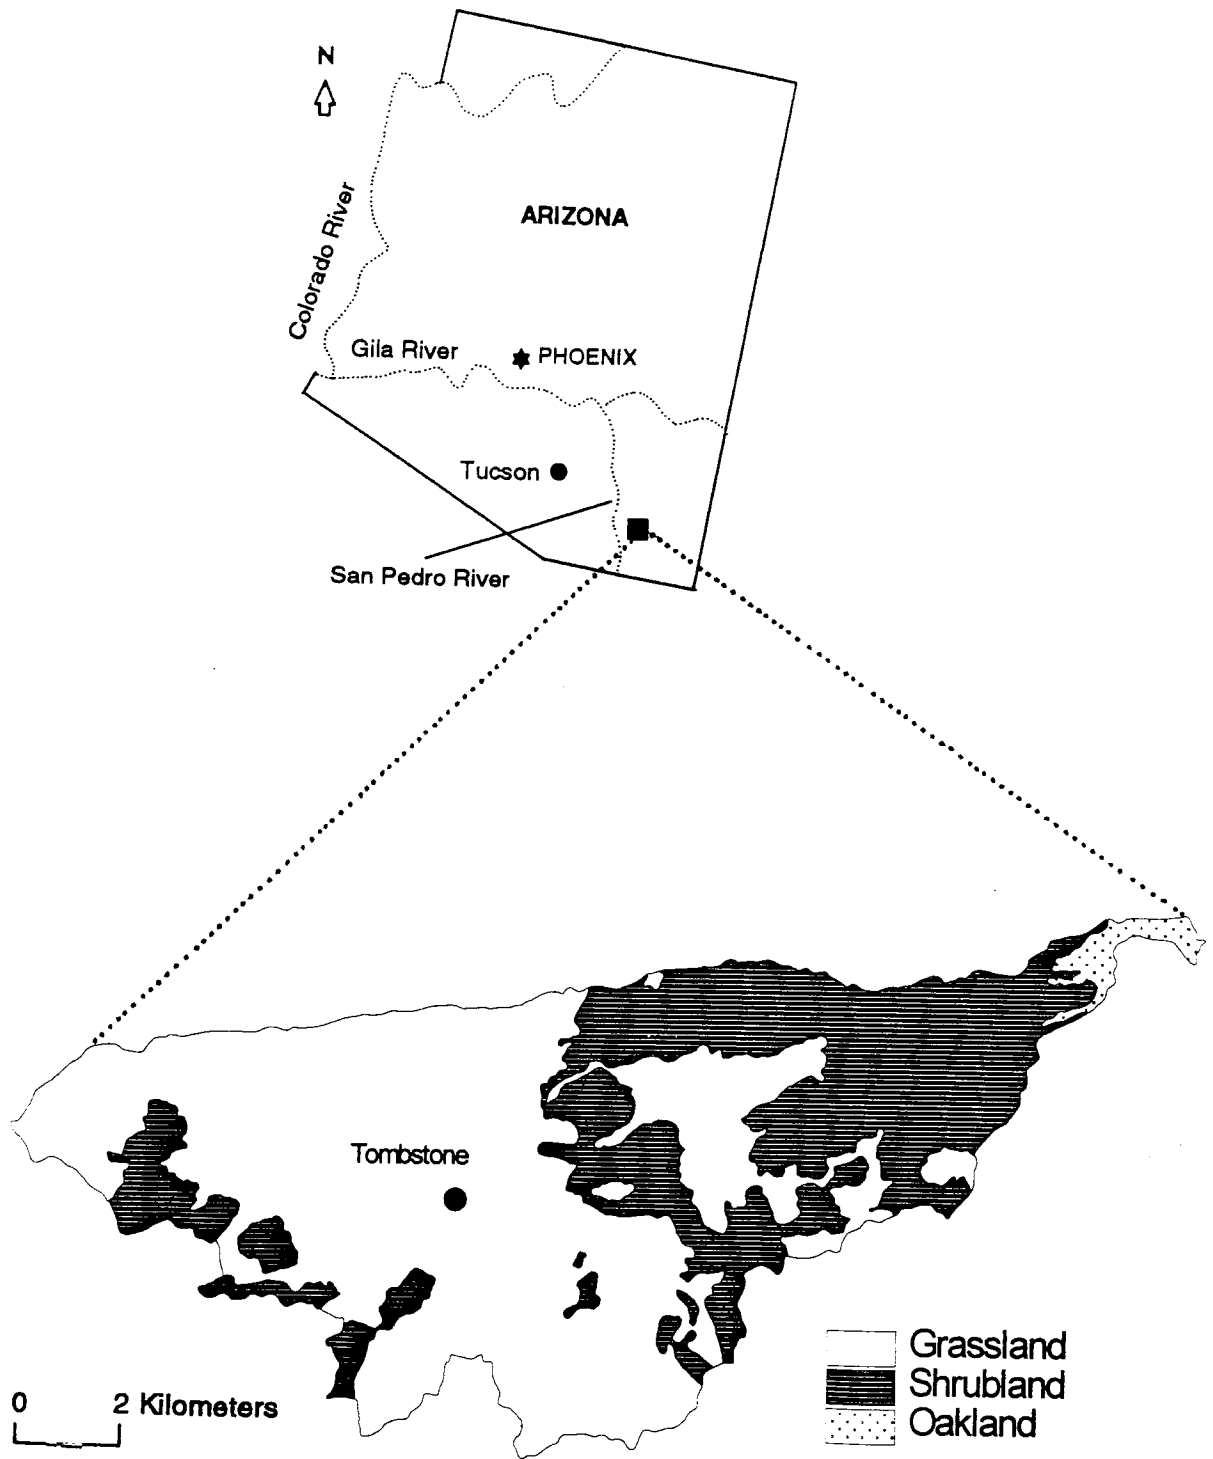 N
ARIZONA
Colorado River
Gila River
PHOENIX
Tucson
San Pedro River
Tombstone
Grassland
Shrubland
Oakland
0 2 Kilometers